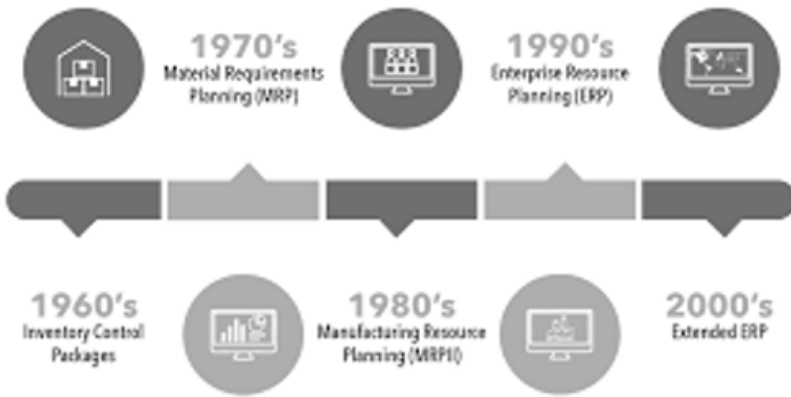 1970's
Material Requirements
Planning (MRP)
1990's
Enterprise Resource
Planning (ERP)
1960's
Inventory Control
Packages
1980's
Manufacturing Resource
Planning (MRPII)
2000's
Extended ERP